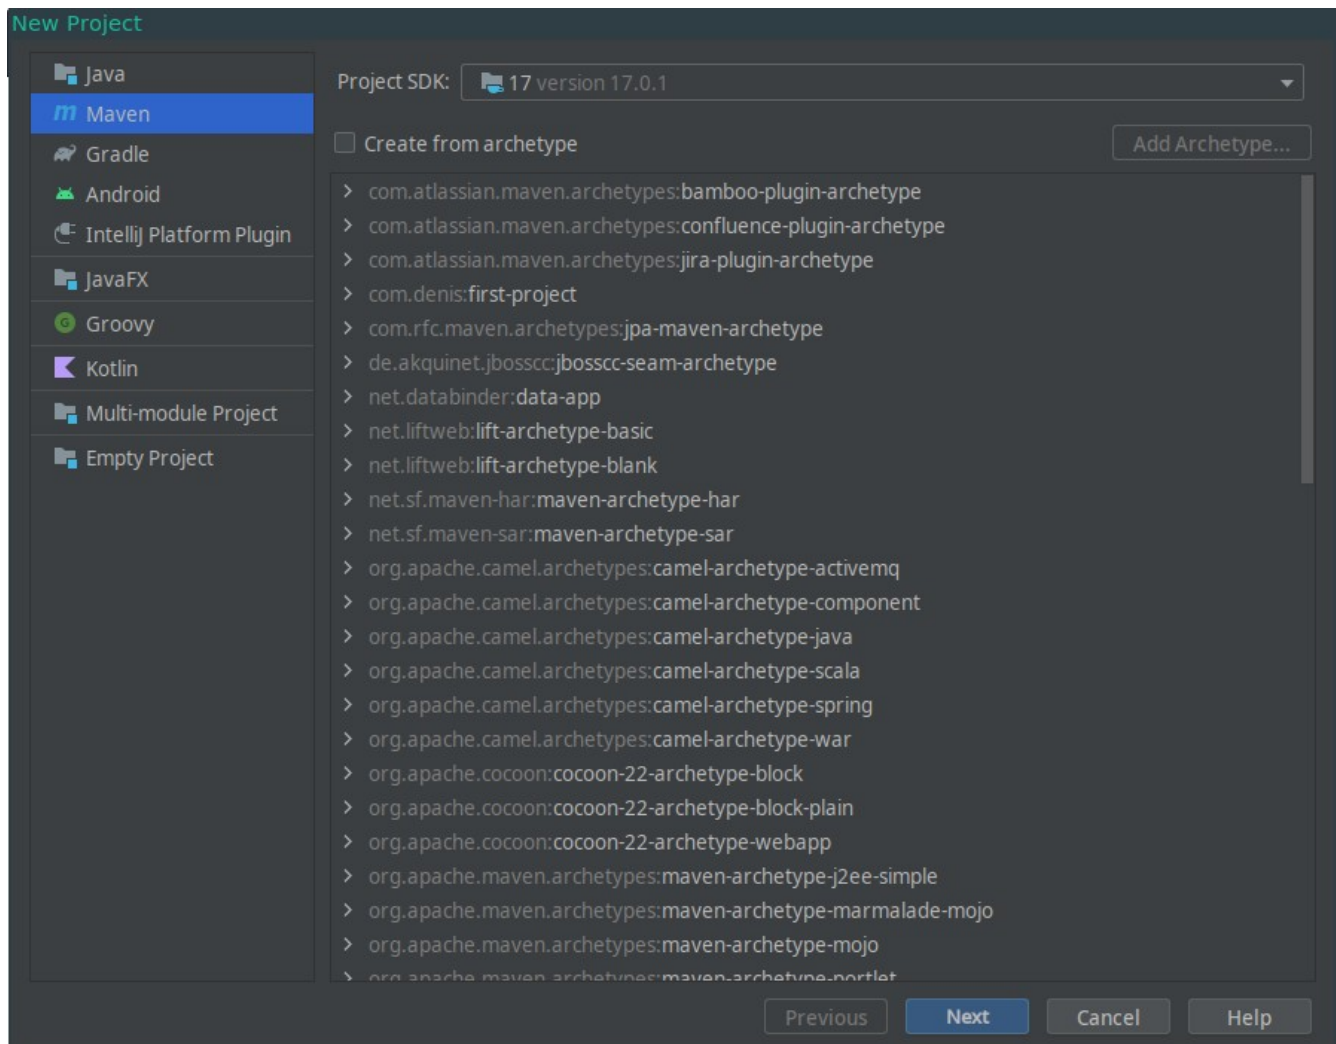 New Project
Java
Maven
Gradle
Android
IntelliJ Platform Plugin
JavaFX
Groovy
Kotlin
Multi-module Project
Empty Project
Project SDK: 17 version 17.0.1
Create from archetype Add Archetype...
com.atlassian.maven.archetypes:bamboo-plugin-archetype
com.atlassian.maven.archetypes:confluence-plugin-archetype
com.atlassian.maven.archetypes:jira-plugin-archetype
com.denis:first-project
com.rfc.maven.archetypes:jpa-maven-archetype
de.akquinet.jbosscc:jbosscc-seam-archetype
net.databinder:data-app
net.liftweb:lift-archetype-basic
net.liftweb:lift-archetype-blank
net.sf.maven-har:maven-archetype-har
net.sf.maven-sar:maven-archetype-sar
org.apache.camel.archetypes:camel-archetype-activemq
org.apache.camel.archetypes:camel-archetype-component
org.apache.camel.archetypes:camel-archetype-java
org.apache.camel.archetypes:camel-archetype-scala
org.apache.camel.archetypes:camel-archetype-spring
org.apache.camel.archetypes:camel-archetype-war
org.apache.cocoon:cocoon-22-archetype-block
org.apache.cocoon:cocoon-22-archetype-block-plain
org.apache.cocoon:cocoon-22-archetype-webapp
org.apache.maven.archetypes:maven-archetype-j2ee-simple
org.apache.maven.archetypes:maven-archetype-marmalade-mojo
org.apache.maven.archetypes:maven-archetype-mojo
org.apache.maven.archetypes:maven-archetype-portlet
Previous Next Cancel Help